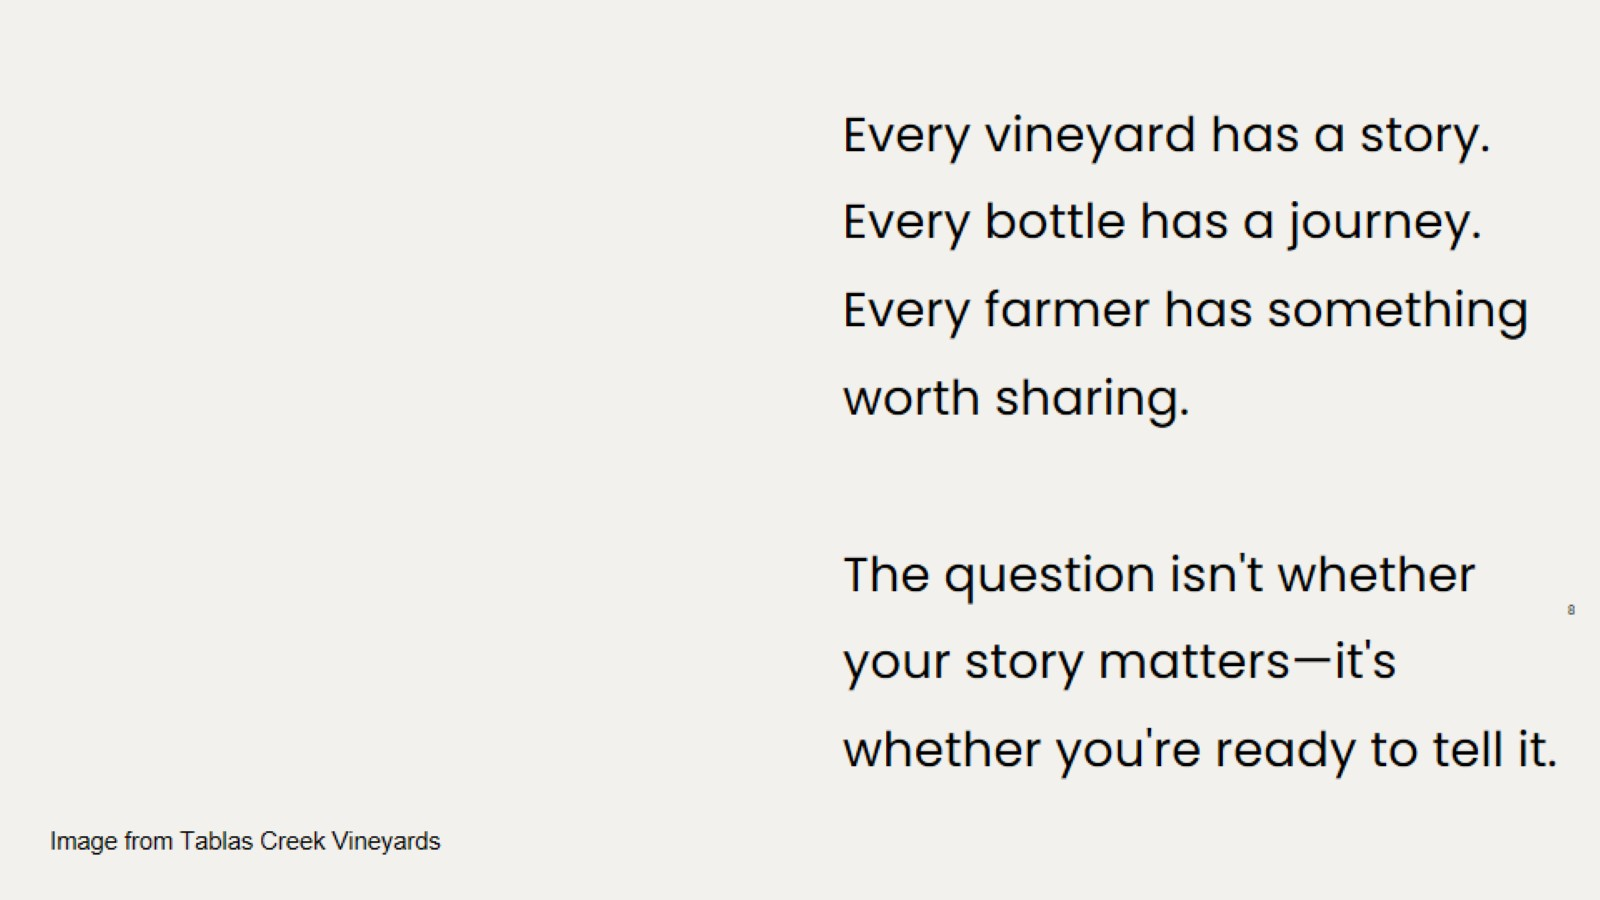 Every vineyard has a story.
Every bottle has a journey.
Every farmer has something
worth sharing.
The question isn't whether
your story matters—it's
whether you're ready to tell it.
8
Image from Tablas Creek Vineyards